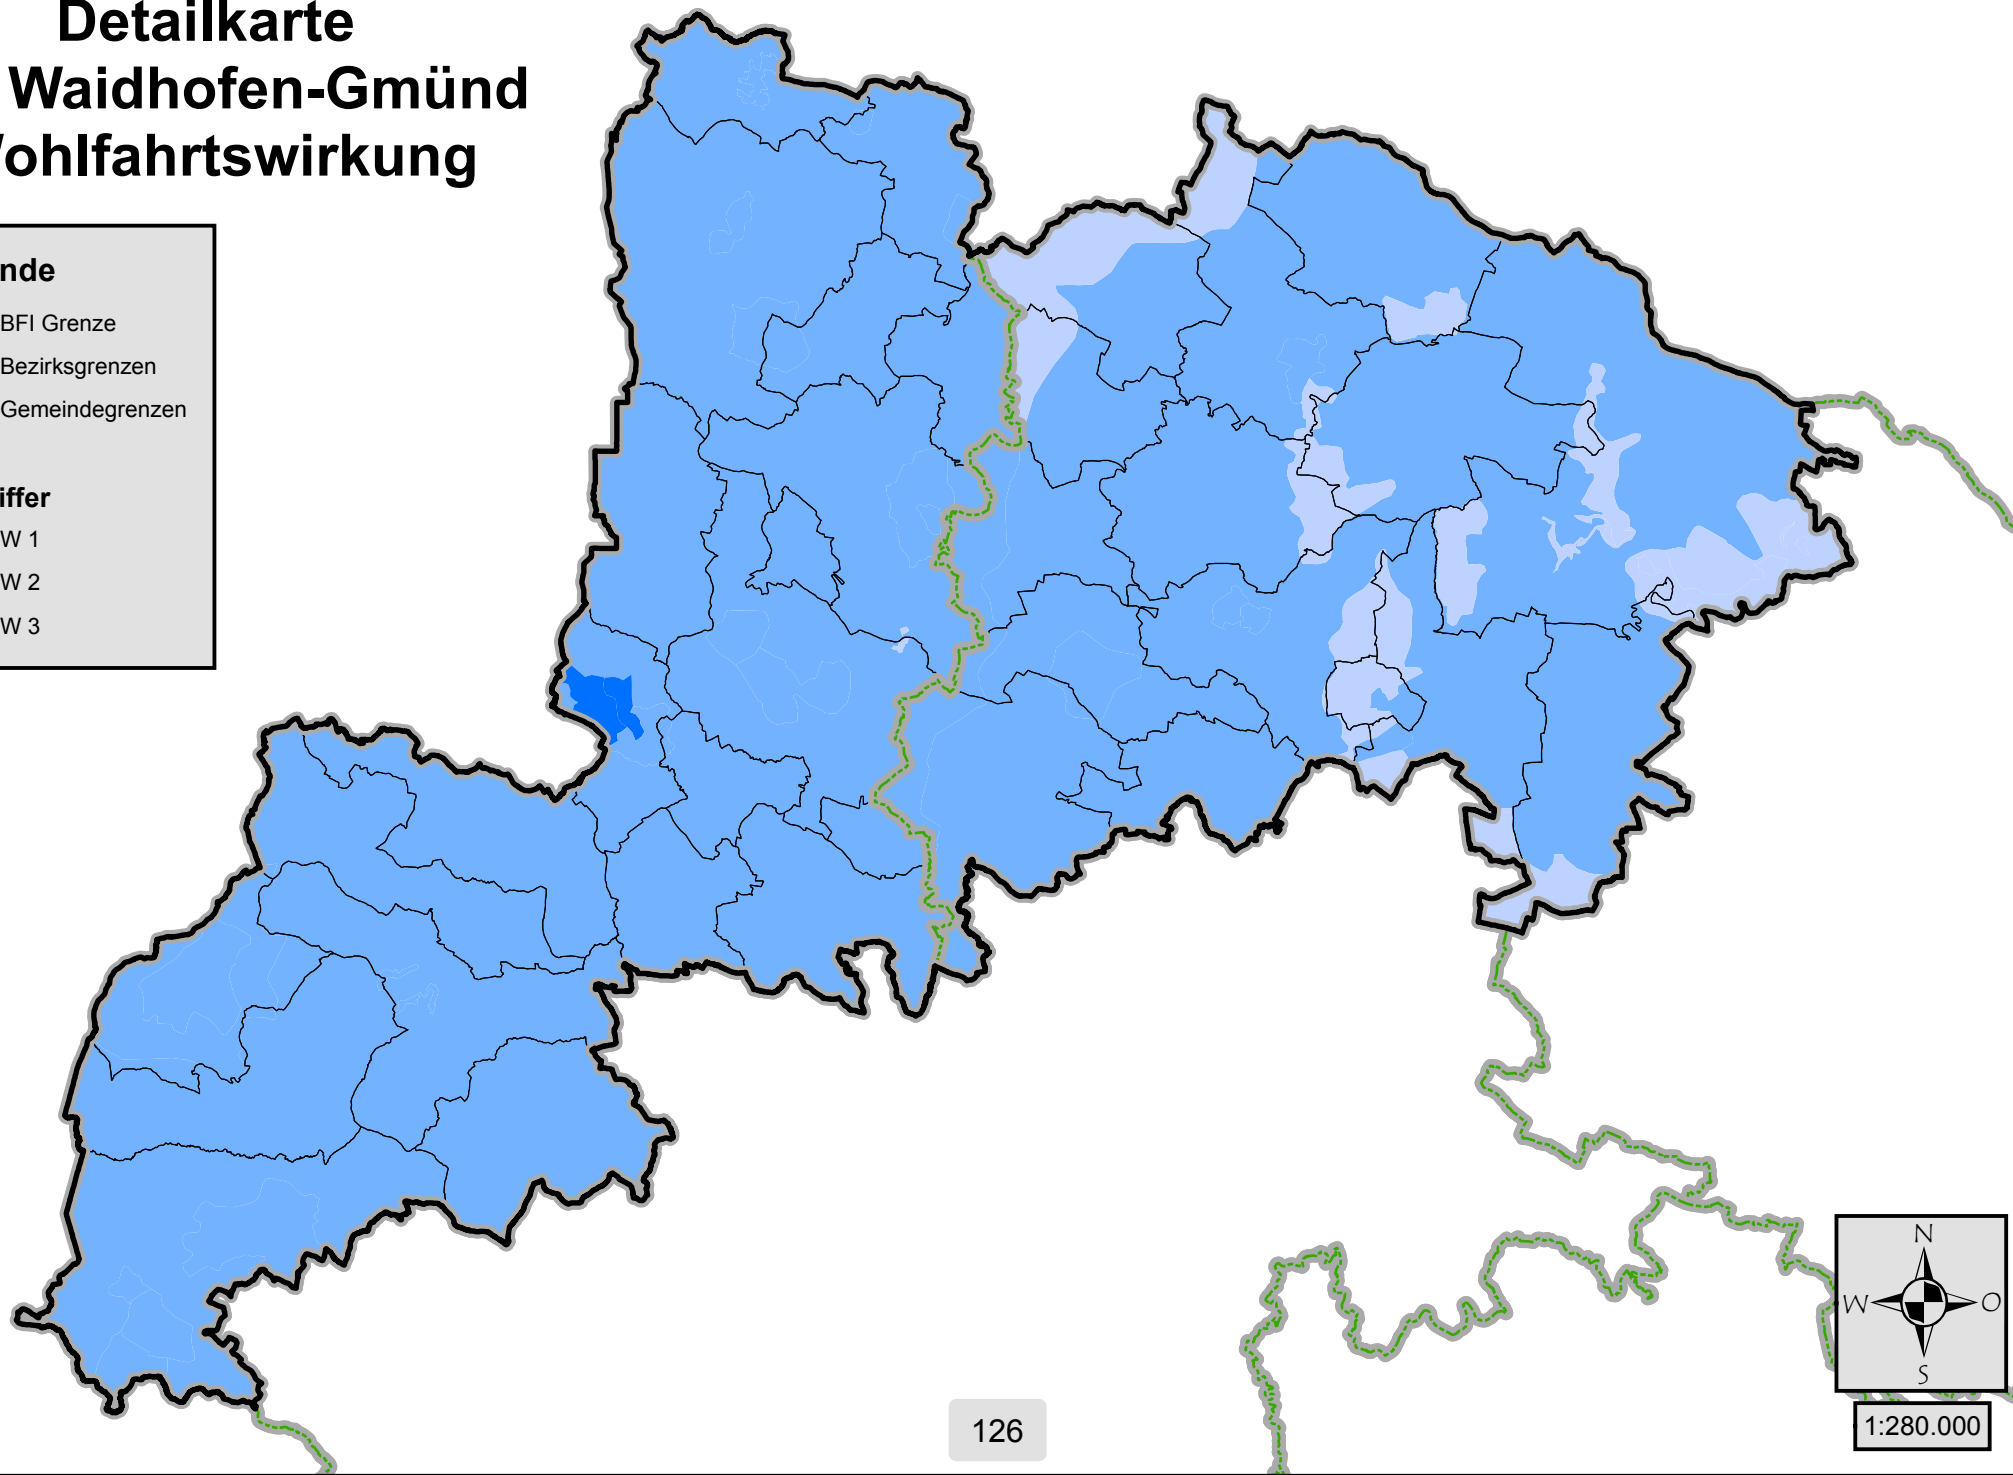 Detailkarte
Waidhofen-Gmünd
ohlfahrtswirkung
nde
BFI Grenze
Bezirksgrenzen
Gemeindegrenzen
iffer
W 1
W 2
W 3
N
W O
S
1:280.000
126